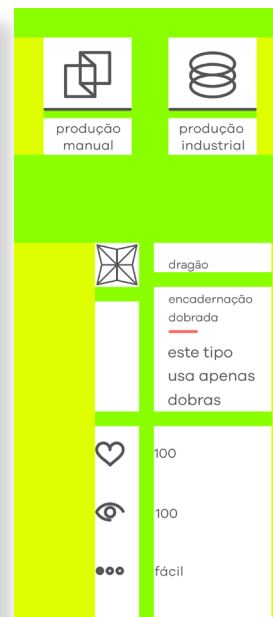 produção
manual
produção
industrial
dragão
encadernação
dobrada
este tipo
usa apenas
dobras
100
100
fácil